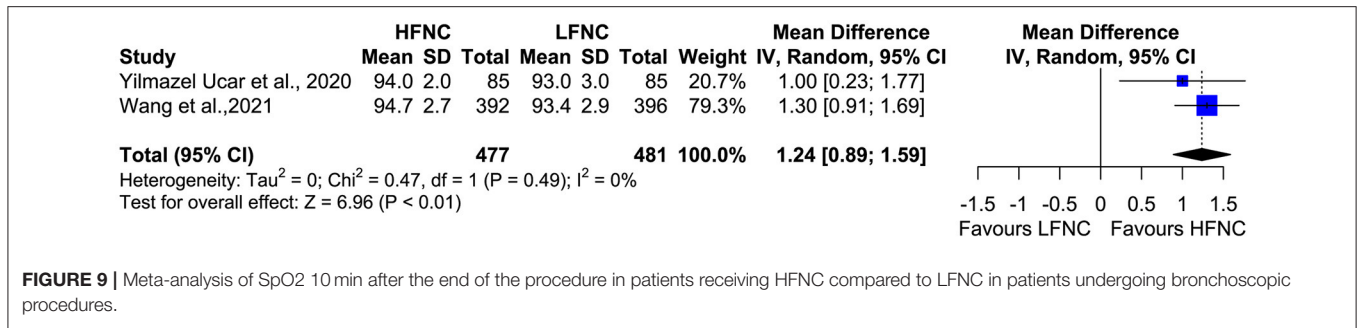 HFNC LFNC Mean Difference Mean Difference
Study Mean SD Total Mean SD Total Weight IV, Random, 95% CI IV, Random, 95% CI
Yilmazel Ucar et al., 2020 94.0 2.0 85 93.0 3.0 85 20.7% 1.00 [0.23; 1.77]
Wang et al.,2021 94.7 2.7 392 93.4 2.9 396 79.3% 1.30 [0.91; 1.69]
Total (95% CI) 477 481 100.0% 1.24 [0.89; 1.59]
Heterogeneity: Tau² = 0; Chi² = 0.47, df = 1 (P = 0.49); I² = 0%
Test for overall effect: Z = 6.96 (P < 0.01)
-1.5 -1 -0.5 0 0.5 1 1.5
Favours LFNC Favours HFNC
FIGURE 9 | Meta-analysis of SpO2 10 min after the end of the procedure in patients receiving HFNC compared to LFNC in patients undergoing bronchoscopic
procedures.